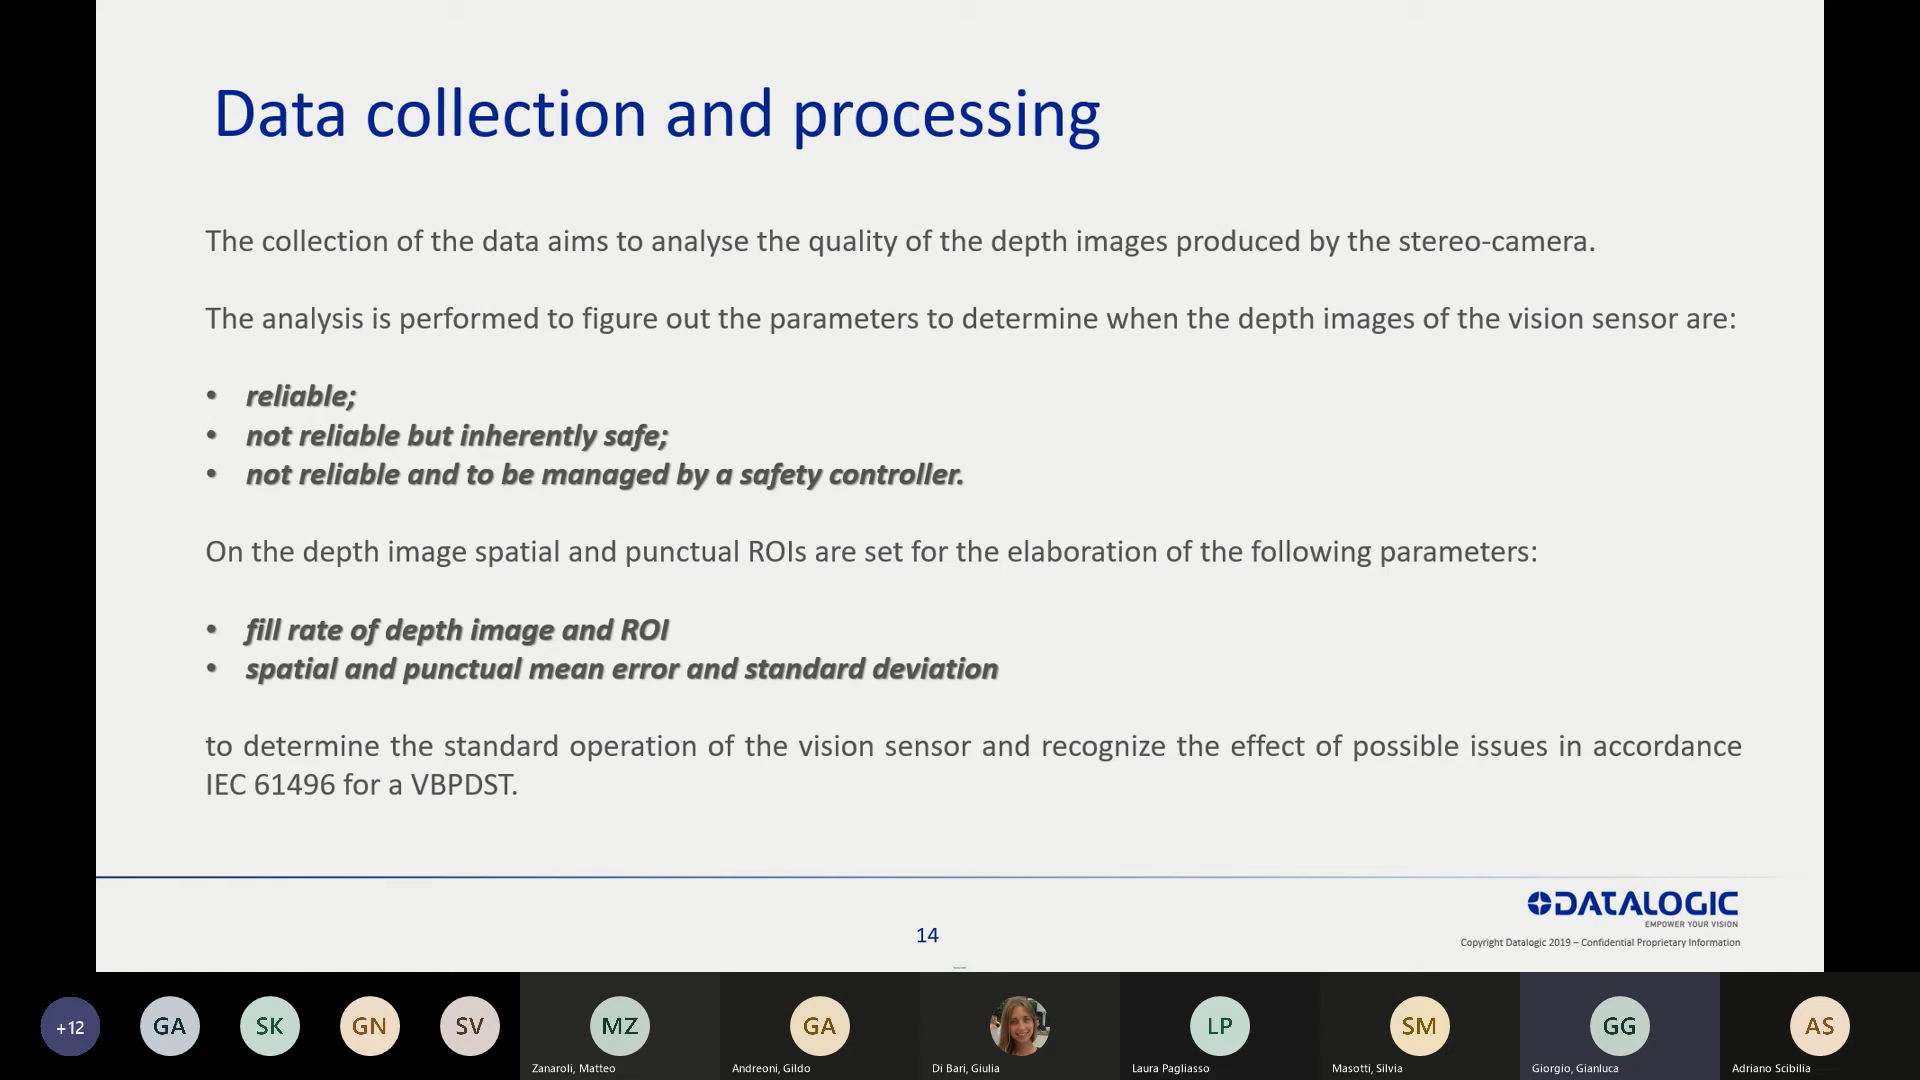 Data collection and processing
The collection of the data aims to analyse the quality of the depth images produced by the stereo-camera.
The analysis is performed to figure out the parameters to determine when the depth images of the vision sensor are:
• reliable;
• not reliable but inherently safe;
• not reliable and to be managed by a safety controller.
On the depth image spatial and punctual ROIs are set for the elaboration of the following parameters:
• fill rate of depth image and ROI
• spatial and punctual mean error and standard deviation
to determine the standard operation of the vision sensor and recognize the effect of possible issues in accordance
IEC 61496 for a VBPDST.
DATALOGIC
EMPOWER YOUR VISION
14
Copyright Datalogic 2019 – Confidential Proprietary Information
+12 GA SK GN SV MZ GA LP SM GG AS
Zanaroli, Matteo Andreoni, Gildo Di Bari, Giulia Laura Pagliasso Masotti, Silvia Giorgio, Gianluca Adriano Scibilia